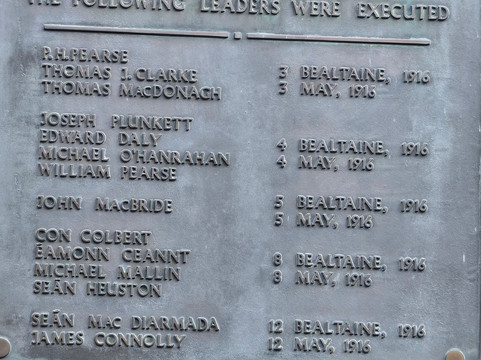 THE FOLLOWING LEADERS WERE EXECUTED
P.H. PEARSE
THOMAS J. CLARKE 3 BEALTAINE, 1916
THOMAS MACDONAGH 3 MAY, 1916
JOSEPH PLUNKETT
EDWARD DALY 4 BEALTAINE, 1916
MICHAEL O'HANRAHAN 4 MAY, 1916
WILLIAM PEARSE
JOHN MACBRIDE 5 BEALTAINE, 1916
5 MAY, 1916
CON COLBERT
ÉAMONN CEANNT 8 BEALTAINE, 1916
MICHAEL MALLIN 8 MAY, 1916
SEÁN HEUSTON
SEÁN MAC DIARMADA 12 BEALTAINE, 1916
JAMES CONNOLLY 12 MAY, 1916